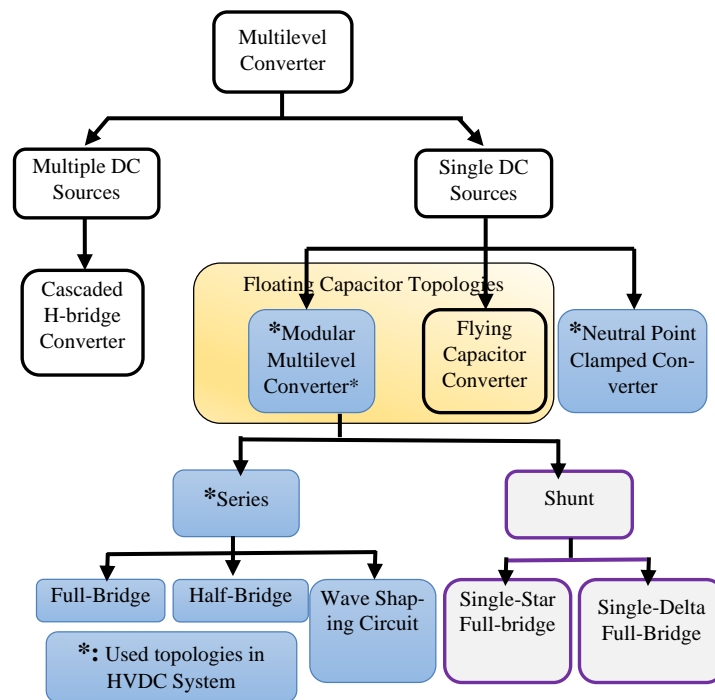 Multilevel
Converter
Multiple DC
Sources
Single DC
Sources
Cascaded
H-bridge
Converter
Floating Capacitor Topologies
*Modular
Multilevel
Converter*
Flying
Capacitor
Converter
*Neutral Point
Clamped Con-
verter
*Series
Shunt
Full-Bridge
Half-Bridge
Wave Shap-
ing Circuit
Single-Star
Full-bridge
Single-Delta
Full-Bridge
*: Used topologies in
HVDC System